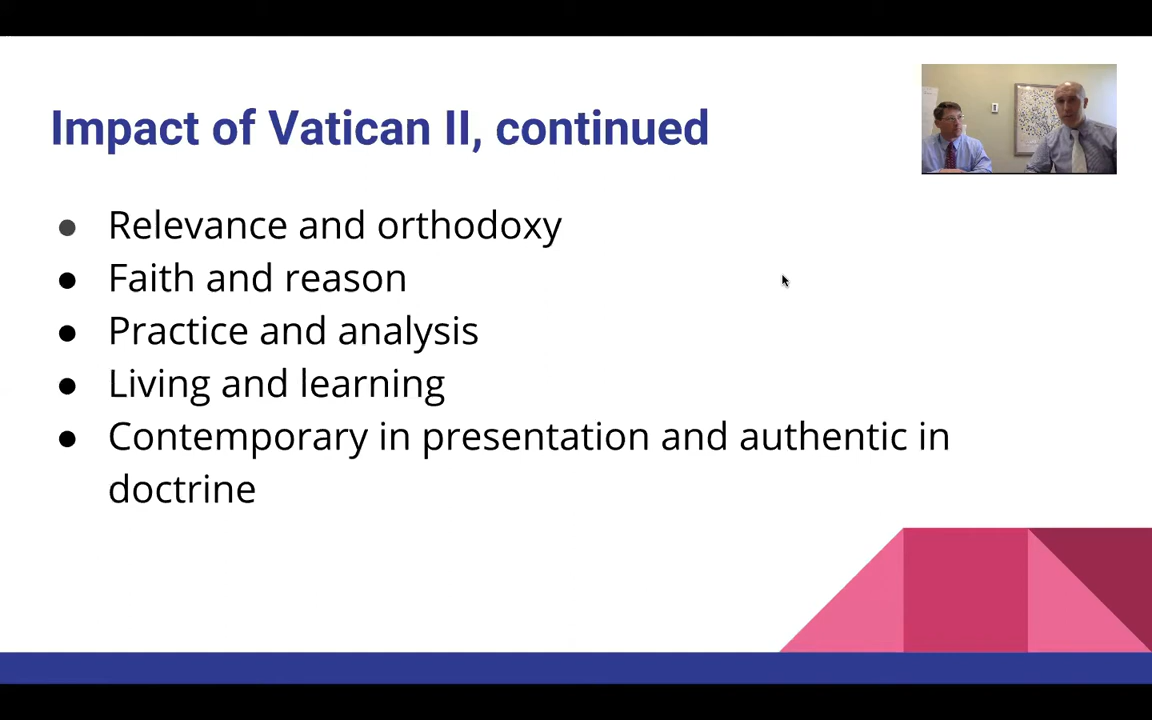 Impact of Vatican II, continued
Relevance and orthodoxy
Faith and reason
Practice and analysis
Living and learning
Contemporary in presentation and authentic in
doctrine